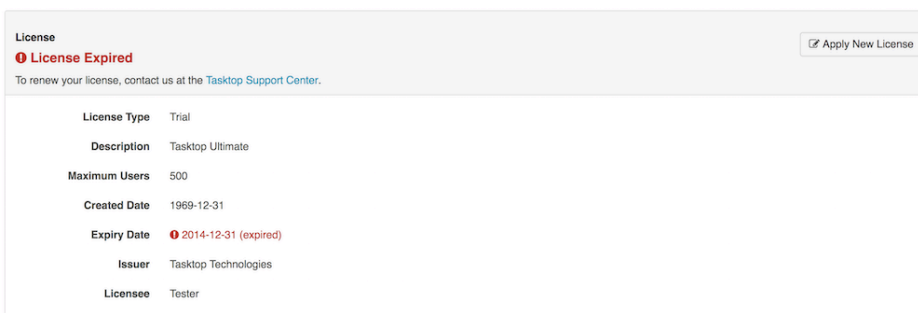 License
License Expired
Apply New License
To renew your license, contact us at the Tasktop Support Center.
License Type Trial
Description Tasktop Ultimate
Maximum Users 500
Created Date 1969-12-31
Expiry Date 2014-12-31 (expired)
Issuer Tasktop Technologies
Licensee Tester